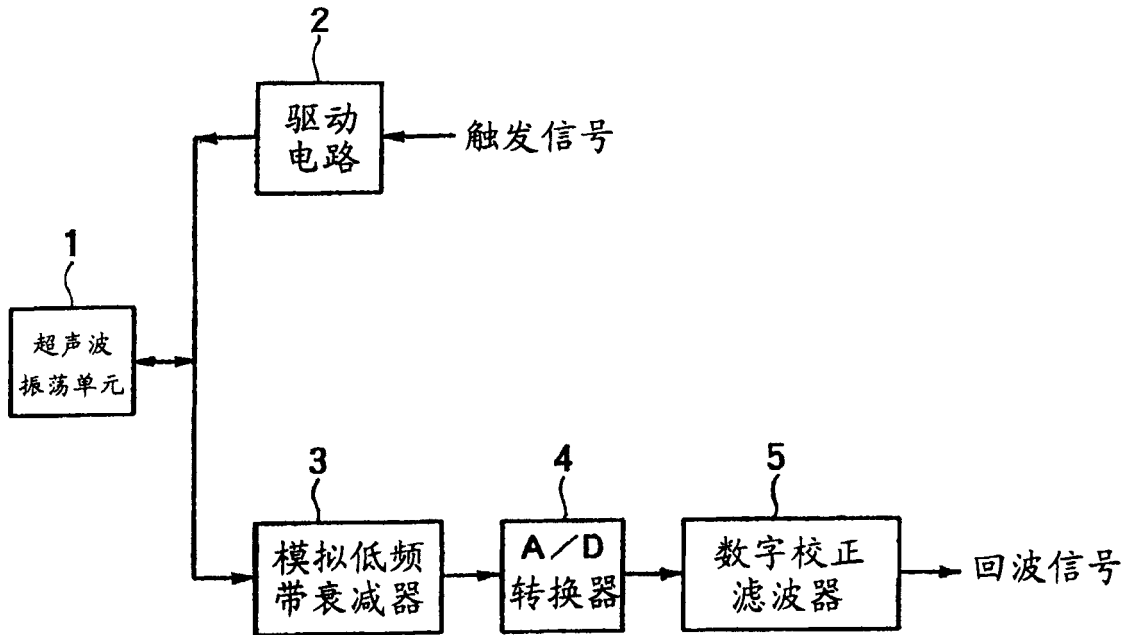 2
驱动
电路
触发信号
1
超声波
振荡单元
3
模拟低频
带衰减器
4
A/D
转换器
5
数字校正
滤波器
回波信号